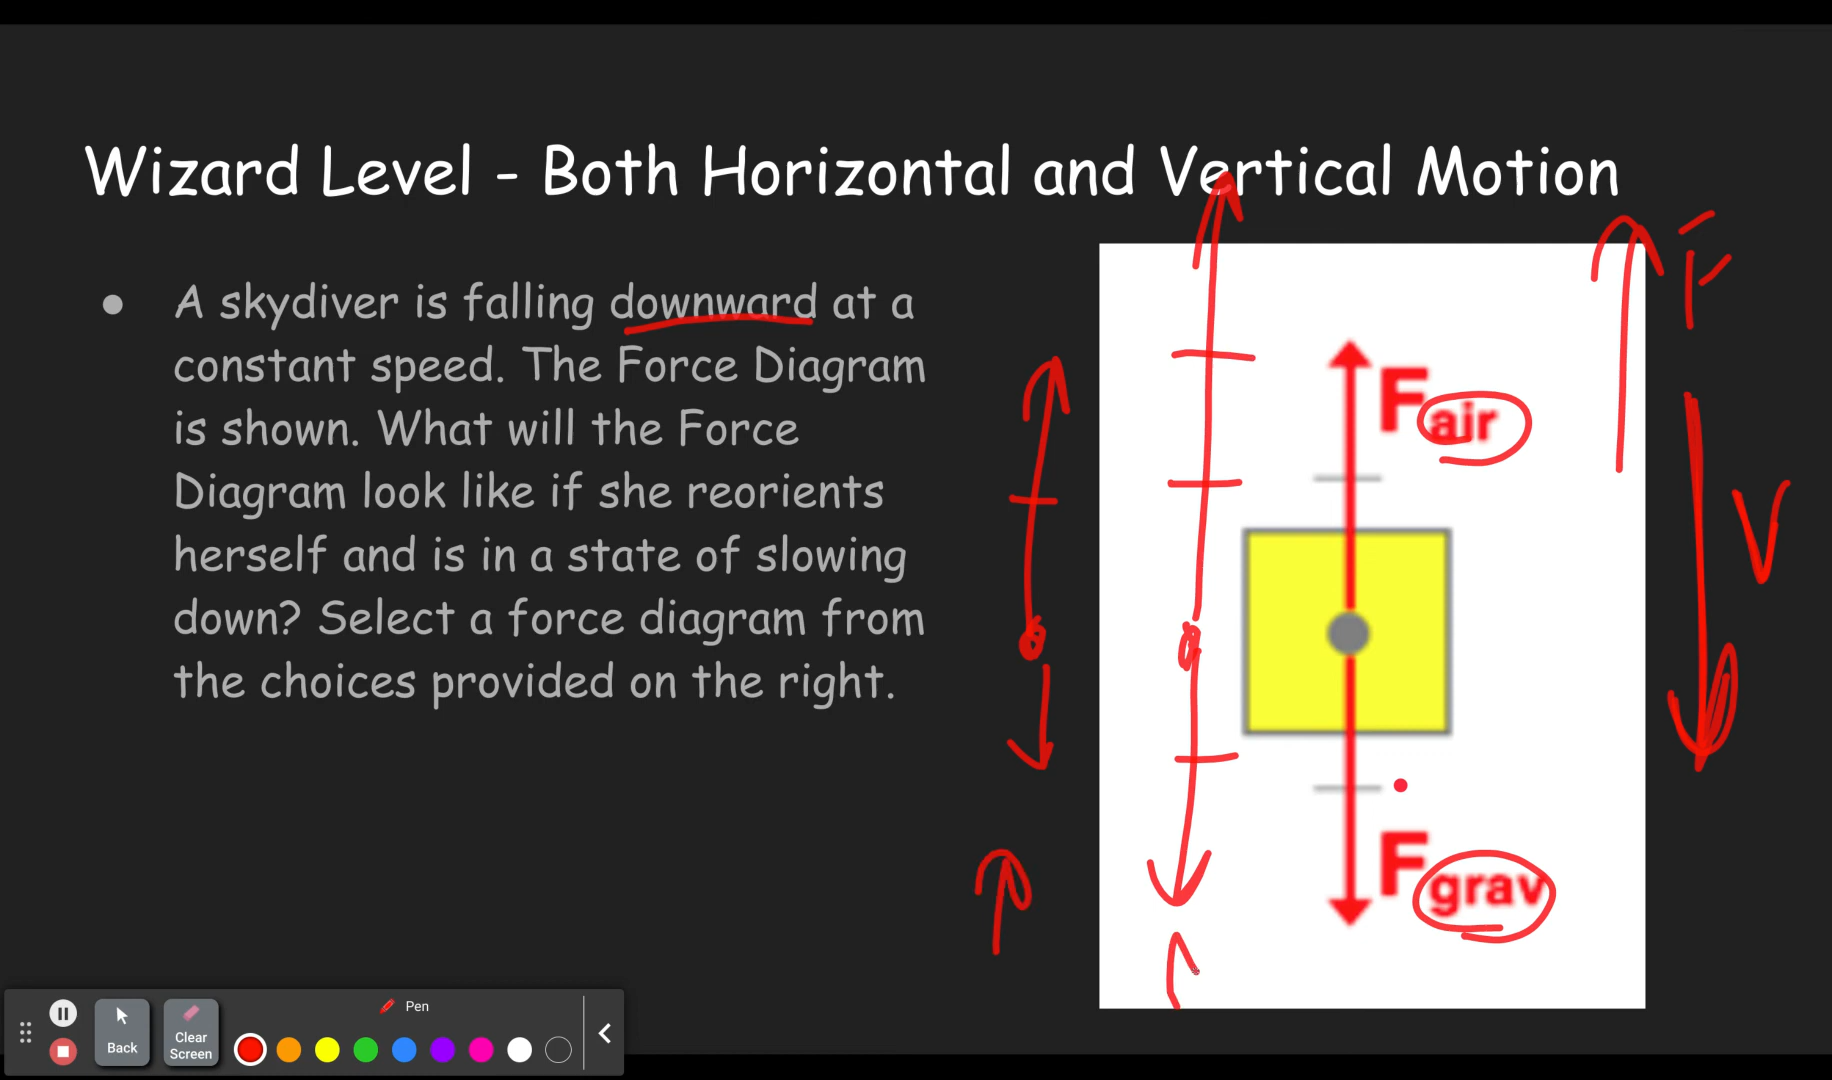 Wizard Level - Both Horizontal and Vertical Motion
● A skydiver is falling downward at a
constant speed. The Force Diagram
is shown. What will the Force
Diagram look like if she reorients
herself and is in a state of slowing
down? Select a force diagram from
the choices provided on the right.
Fair
Fgrav
F
V
Pen
Back
Clear
Screen